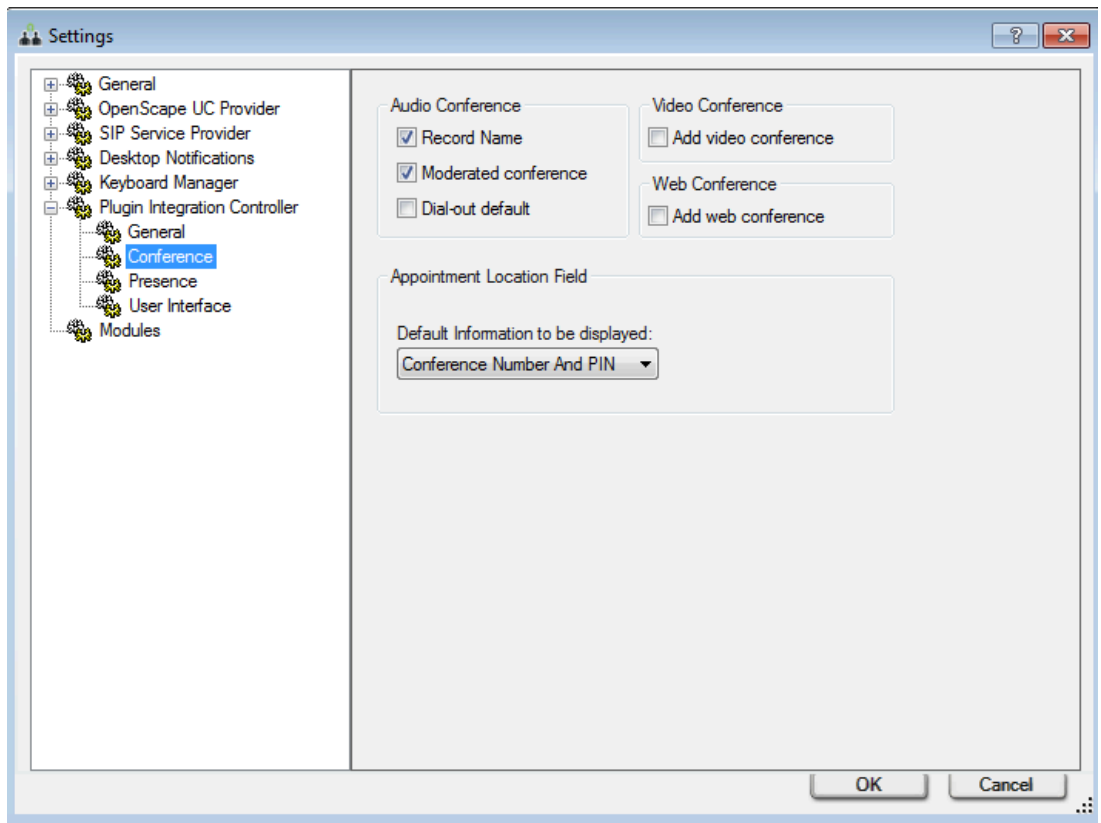 Settings
General
OpenScape UC Provider
SIP Service Provider
Desktop Notifications
Keyboard Manager
Plugin Integration Controller
General
Conference
Presence
User Interface
Modules
Audio Conference
Record Name
Moderated conference
Dial-out default
Video Conference
Add video conference
Web Conference
Add web conference
Appointment Location Field
Default Information to be displayed:
Conference Number And PIN
OK
Cancel